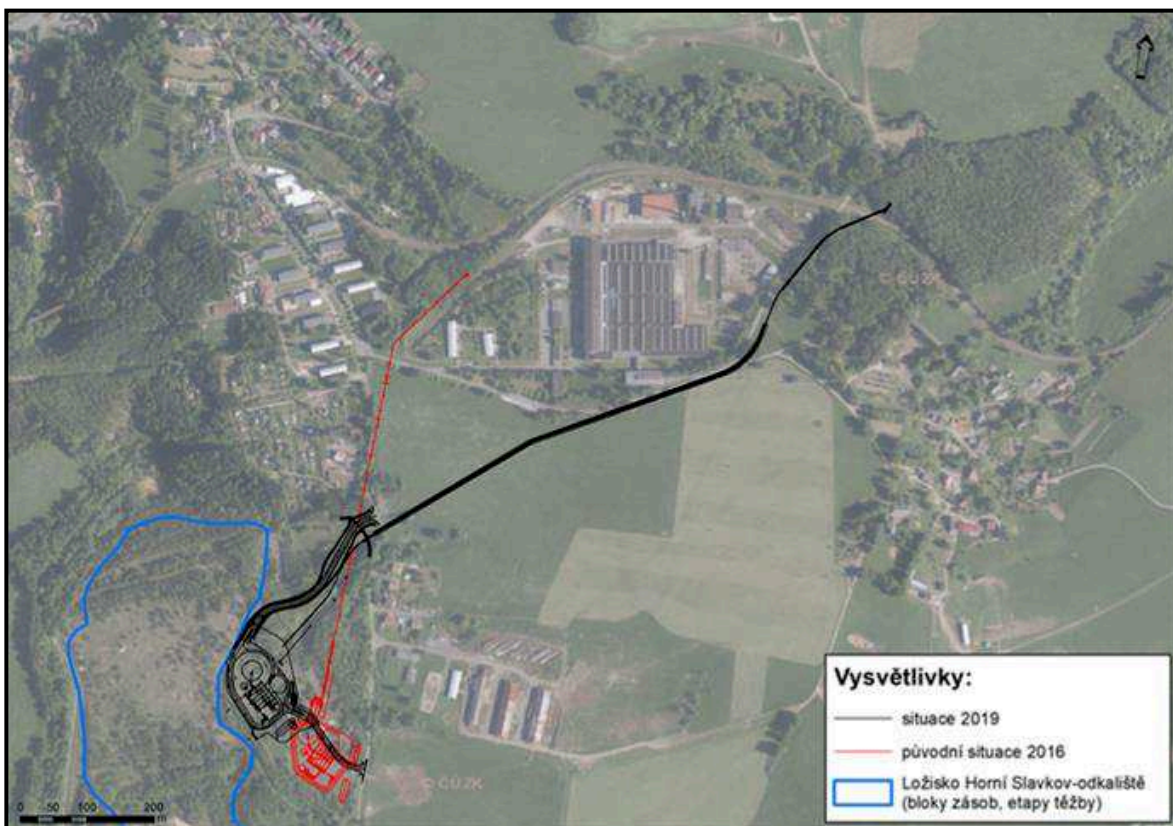 © ČÚZK
© ČÚZK
Vysvětlivky:
situace 2019
původní situace 2016
Ložisko Horní Slavkov-odkaliště
(bloky zásob, etapy těžby)
0 50 100 200
m